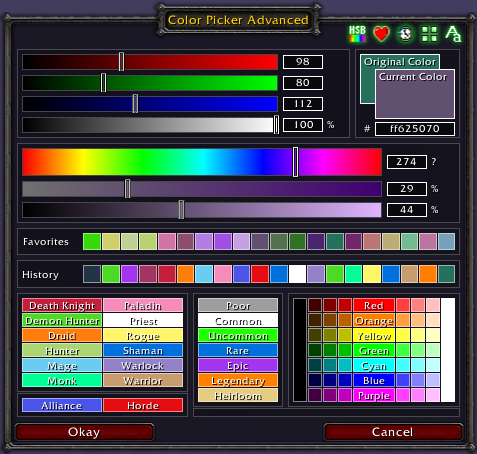 Color Picker Advanced
HSB
Aa
98
Original Color
80
Current Color
112
100 %
# ff625070
274 ?
29 %
44 %
Favorites
History
Death Knight Paladin Poor Red
Demon Hunter Priest Common Orange
Druid Rogue Uncommon Yellow
Hunter Shaman Rare Green
Mage Warlock Epic Cyan
Monk Warrior Legendary Blue
Heirloom Purple
Alliance Horde
Okay Cancel